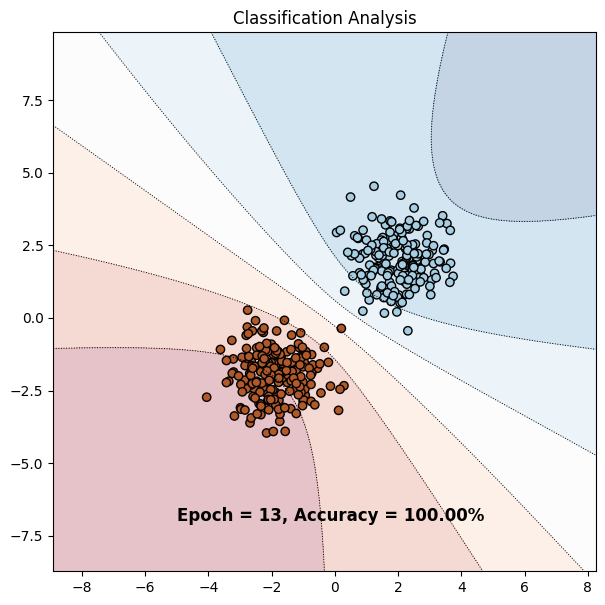 Classification Analysis
7.5
5.0
2.5
0.0
−2.5
−5.0
−7.5
Epoch = 13, Accuracy = 100.00%
−8 −6 −4 −2 0 2 4 6 8